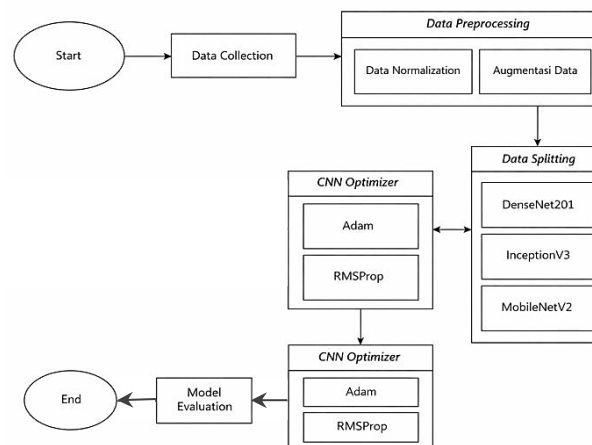 Start
Data Collection
Data Preprocessing
Data Normalization
Augmentasi Data
Data Splitting
DenseNet201
InceptionV3
MobileNetV2
CNN Optimizer
Adam
RMSProp
CNN Optimizer
Adam
RMSProp
Model
Evaluation
End